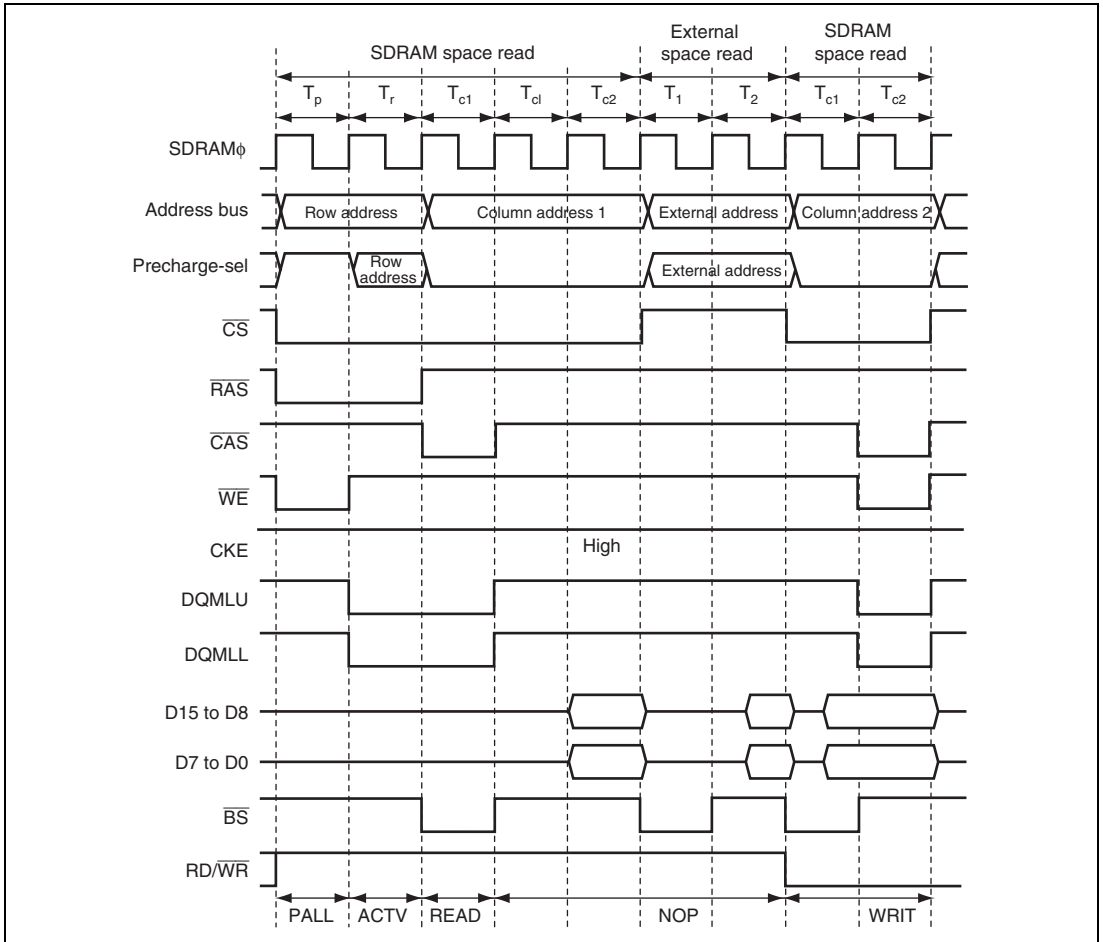 External
SDRAM
SDRAM space read
space read
space read
Tp Tr Tc1 Tcl Tc2 T1 T2 Tc1 Tc2
SDRAMϕ
Address bus
Row address
Column address 1
External address
Column address 2
Precharge-sel
Row
address
External address
CS
RAS
CAS
WE
CKE
High
DQMLU
DQMLL
D15 to D8
D7 to D0
BS
RD/WR
PALL ACTV READ NOP WRIT